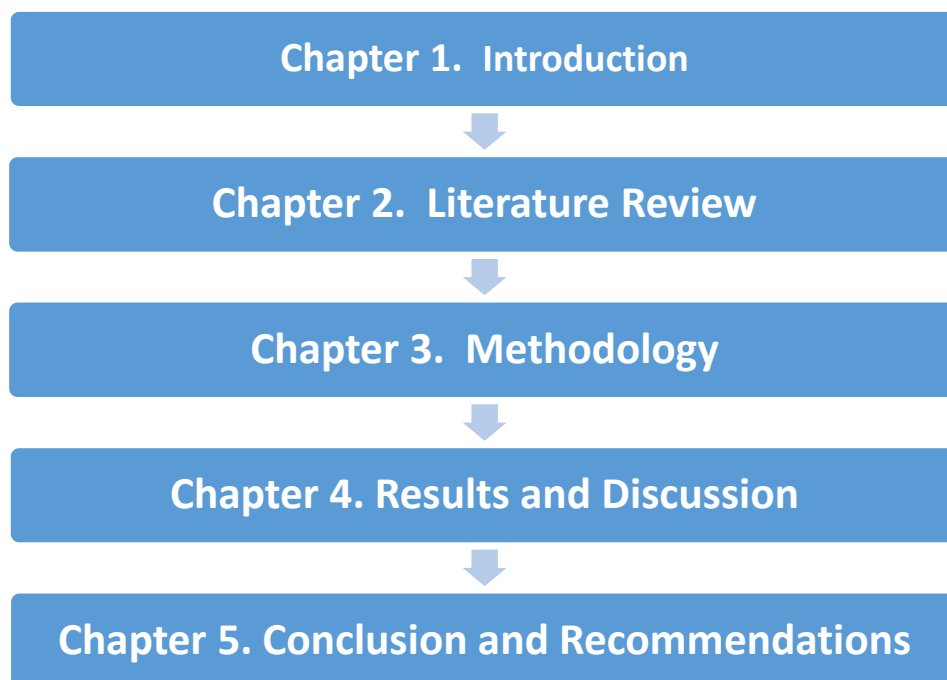 Chapter 1.  Introduction
Chapter 2.  Literature Review
Chapter 3.  Methodology
Chapter 4. Results and Discussion
Chapter 5. Conclusion and Recommendations